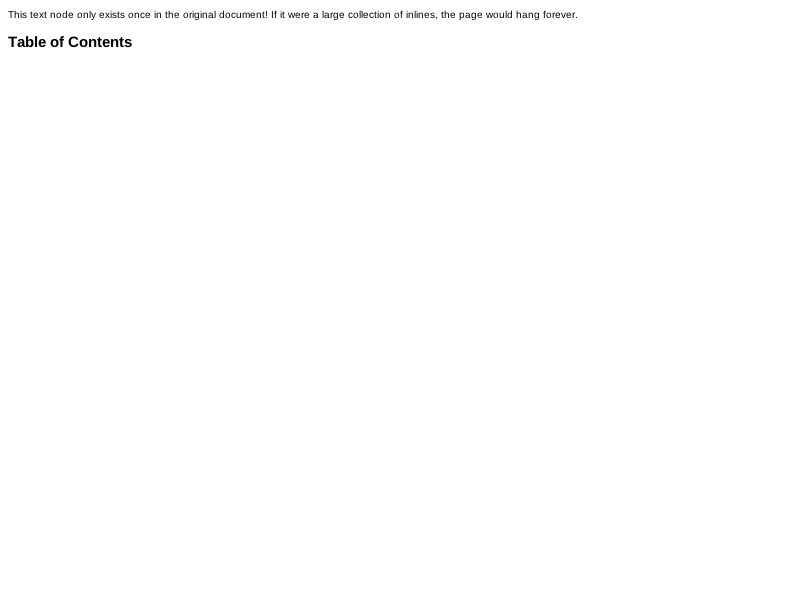 This text node only exists once in the original document! If it were a large collection of inlines, the page would hang forever.
Table of Contents